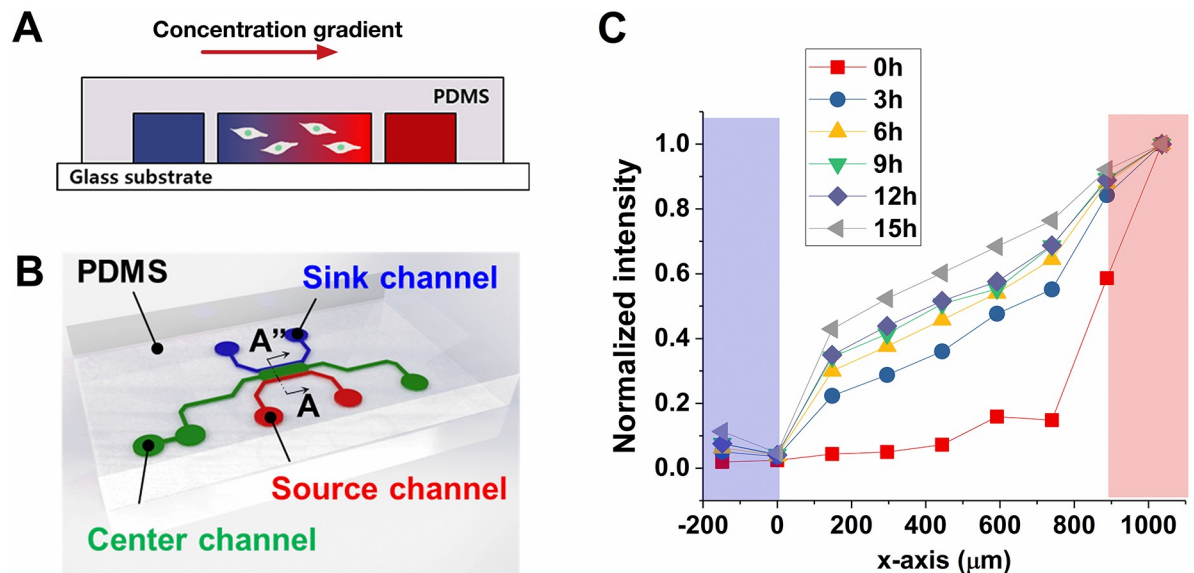 A
Concentration gradient
PDMS
Glass substrate
B
PDMS
Sink channel
A”
A
Source channel
Center channel
C
0h
3h
6h
9h
12h
15h
Normalized intensity
1.0
0.8
0.6
0.4
0.2
0.0
-200 0 200 400 600 800 1000
x-axis (μm)